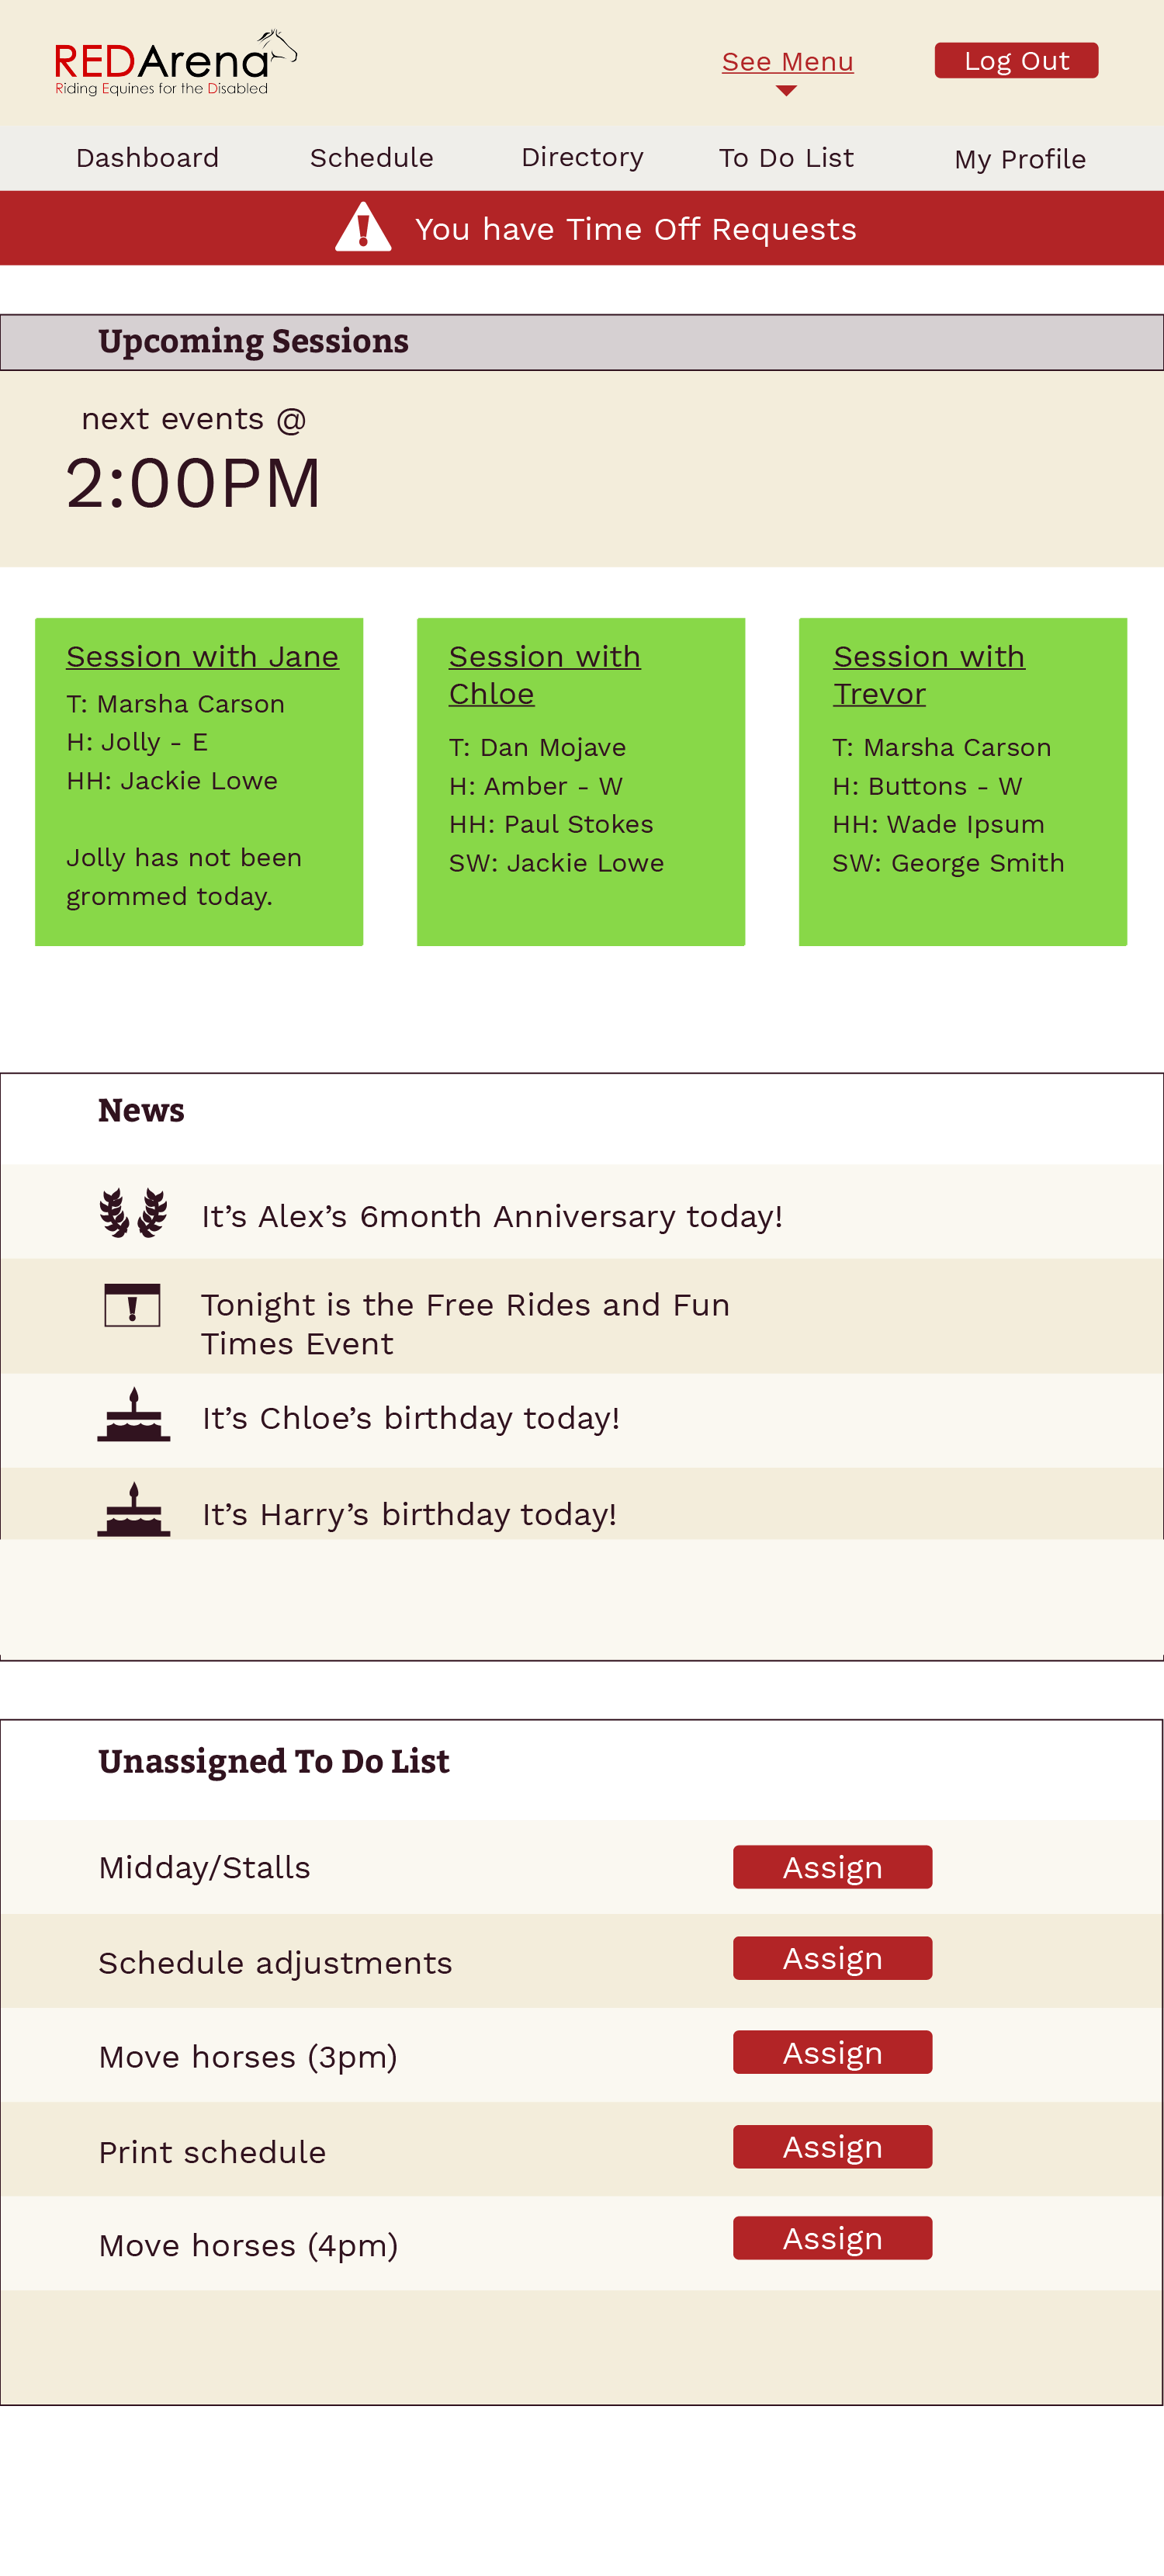 REDArena
Riding Equines for the Disabled
See Menu
Log Out
Dashboard
Schedule
Directory
To Do List
My Profile
You have Time Off Requests
Upcoming Sessions
next events @
2:00PM
Session with Jane
T: Marsha Carson
H: Jolly - E
HH: Jackie Lowe
Jolly has not been
grommed today.
Session with
Chloe
T: Dan Mojave
H: Amber - W
HH: Paul Stokes
SW: Jackie Lowe
Session with
Trevor
T: Marsha Carson
H: Buttons - W
HH: Wade Ipsum
SW: George Smith
News
It’s Alex’s 6month Anniversary today!
Tonight is the Free Rides and Fun
Times Event
It’s Chloe’s birthday today!
It’s Harry’s birthday today!
Unassigned To Do List
Midday/Stalls
Assign
Schedule adjustments
Assign
Move horses (3pm)
Assign
Print schedule
Assign
Move horses (4pm)
Assign